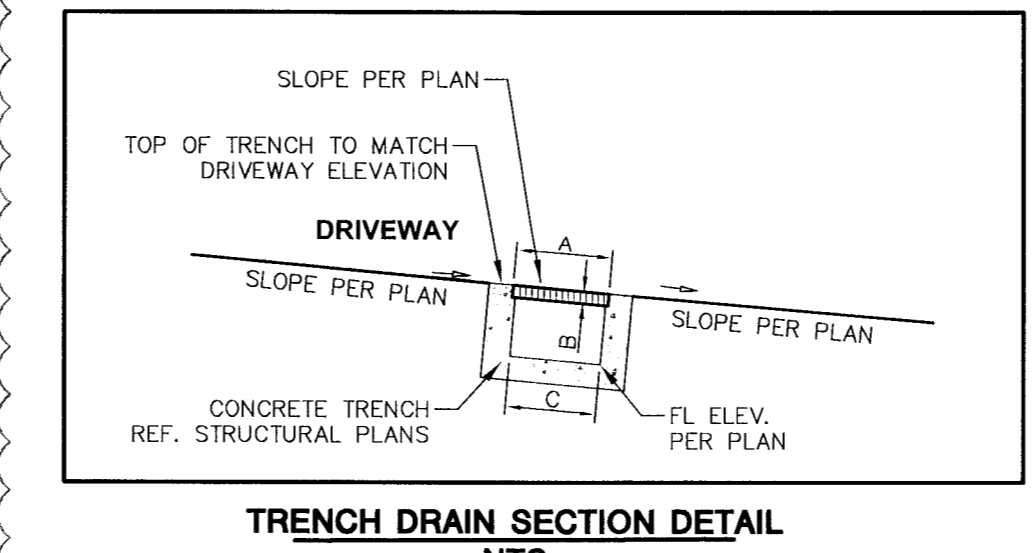 SLOPE PER PLAN
TOP OF TRENCH TO MATCH
DRIVEWAY ELEVATION
DRIVEWAY
A
SLOPE PER PLAN
SLOPE PER PLAN
B
C
CONCRETE TRENCH
REF. STRUCTURAL PLANS
FL ELEV.
PER PLAN
TRENCH DRAIN SECTION DETAIL
NTS